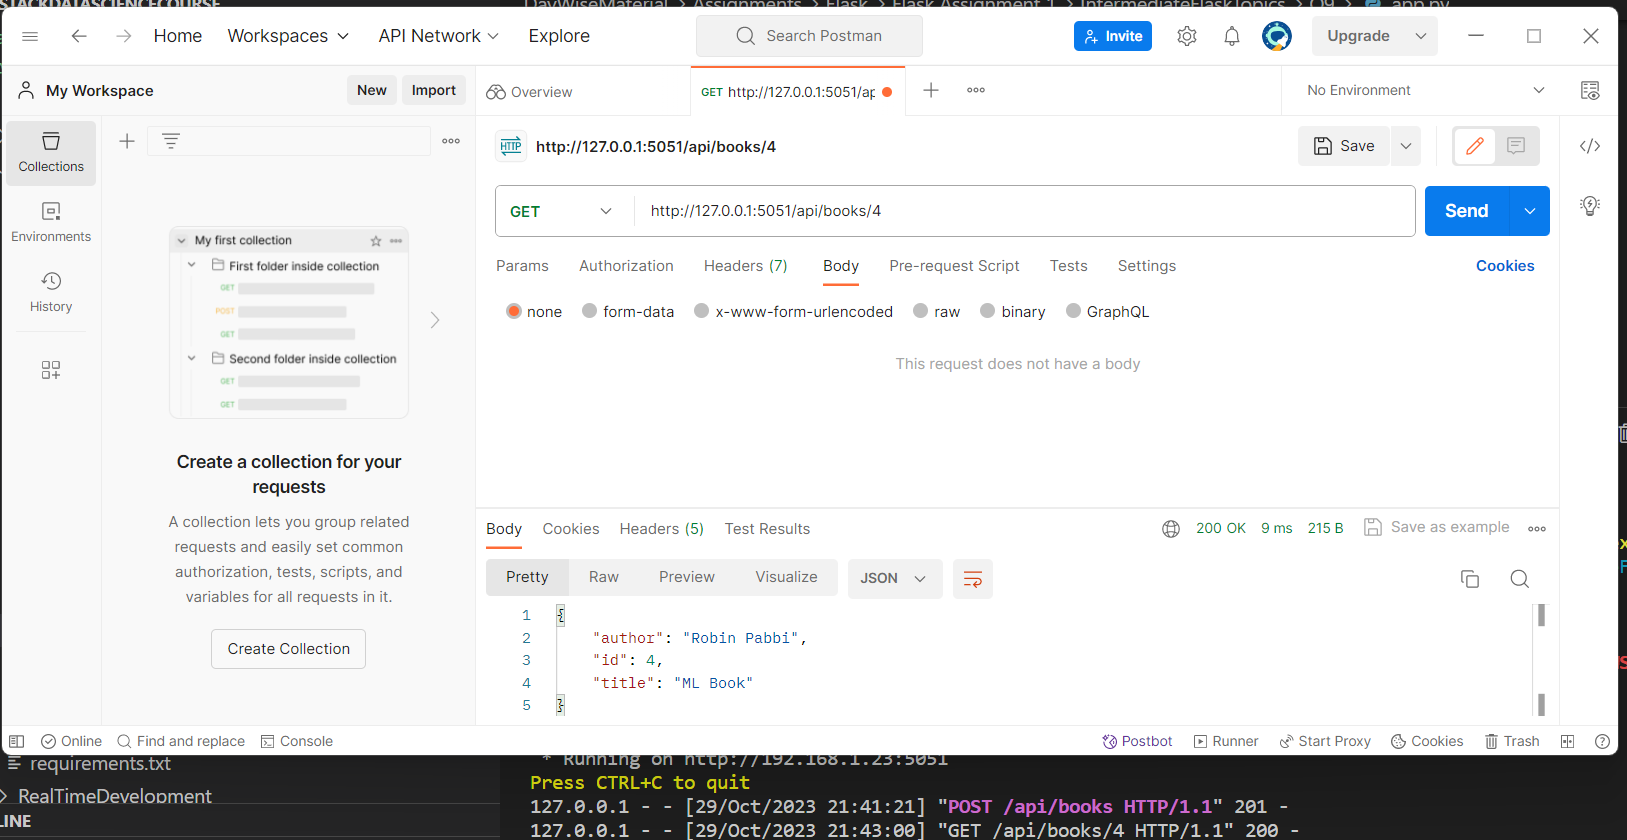 Home Workspaces API Network Explore Search Postman Invite Upgrade
My Workspace New Import Overview GET http://127.0.0.1:5051/ap No Environment
Collections
Environments
History
My first collection
First folder inside collection
GET
POST
GET
Second folder inside collection
GET
GET
Create a collection for your
requests
A collection lets you group related
requests and easily set common
authorization, tests, scripts, and
variables for all requests in it.
Create Collection
HTTP http://127.0.0.1:5051/api/books/4 Save
GET http://127.0.0.1:5051/api/books/4 Send
Params Authorization Headers (7) Body Pre-request Script Tests Settings Cookies
none form-data x-www-form-urlencoded raw binary GraphQL
This request does not have a body
Body Cookies Headers (5) Test Results 200 OK 9 ms 215 B Save as example
Pretty Raw Preview Visualize JSON
1 {
2 "author": "Robin Pabbi",
3 "id": 4,
4 "title": "ML Book"
5 }
Online Find and replace Console Postbot Runner Start Proxy Cookies Trash
requirements.txt
RealTimeDevelopment
LINE
* Running on http://192.168.1.23:5051
Press CTRL+C to quit
127.0.0.1 - - [29/Oct/2023 21:41:21] "POST /api/books HTTP/1.1" 201 -
127.0.0.1 - - [29/Oct/2023 21:43:00] "GET /api/books/4 HTTP/1.1" 200 -